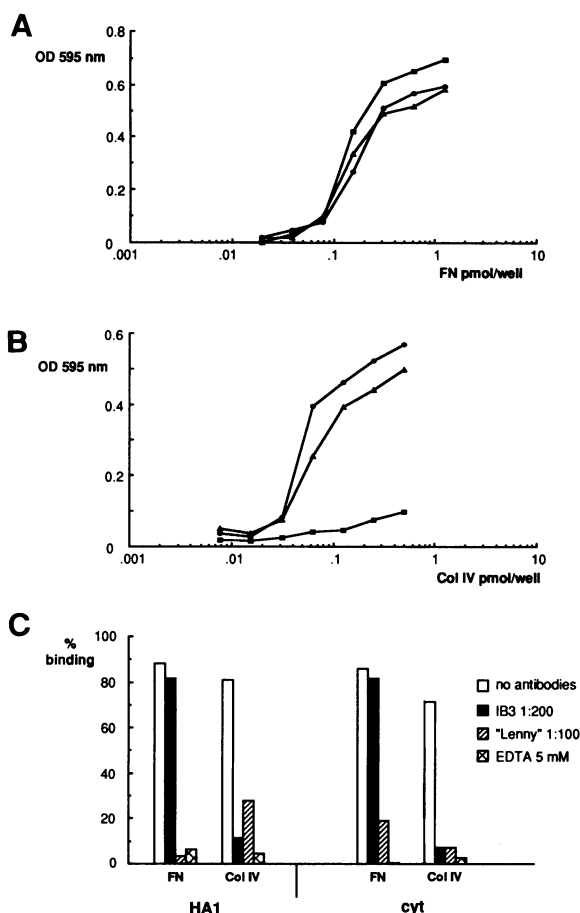 A
OD 595 nm
0.8
0.6
0.4
0.2
0
.001
.01
.1
1
10
FN pmol/well
B
OD 595 nm
0.6
0.4
0.2
0
.001
.01
.1
1
10
Col IV pmol/well
C
%
binding
100
80
60
40
20
0
no antibodies
IB3 1:200
"Lenny" 1:100
EDTA 5 mM
FN
Col IV
FN
Col IV
HA1
cyt